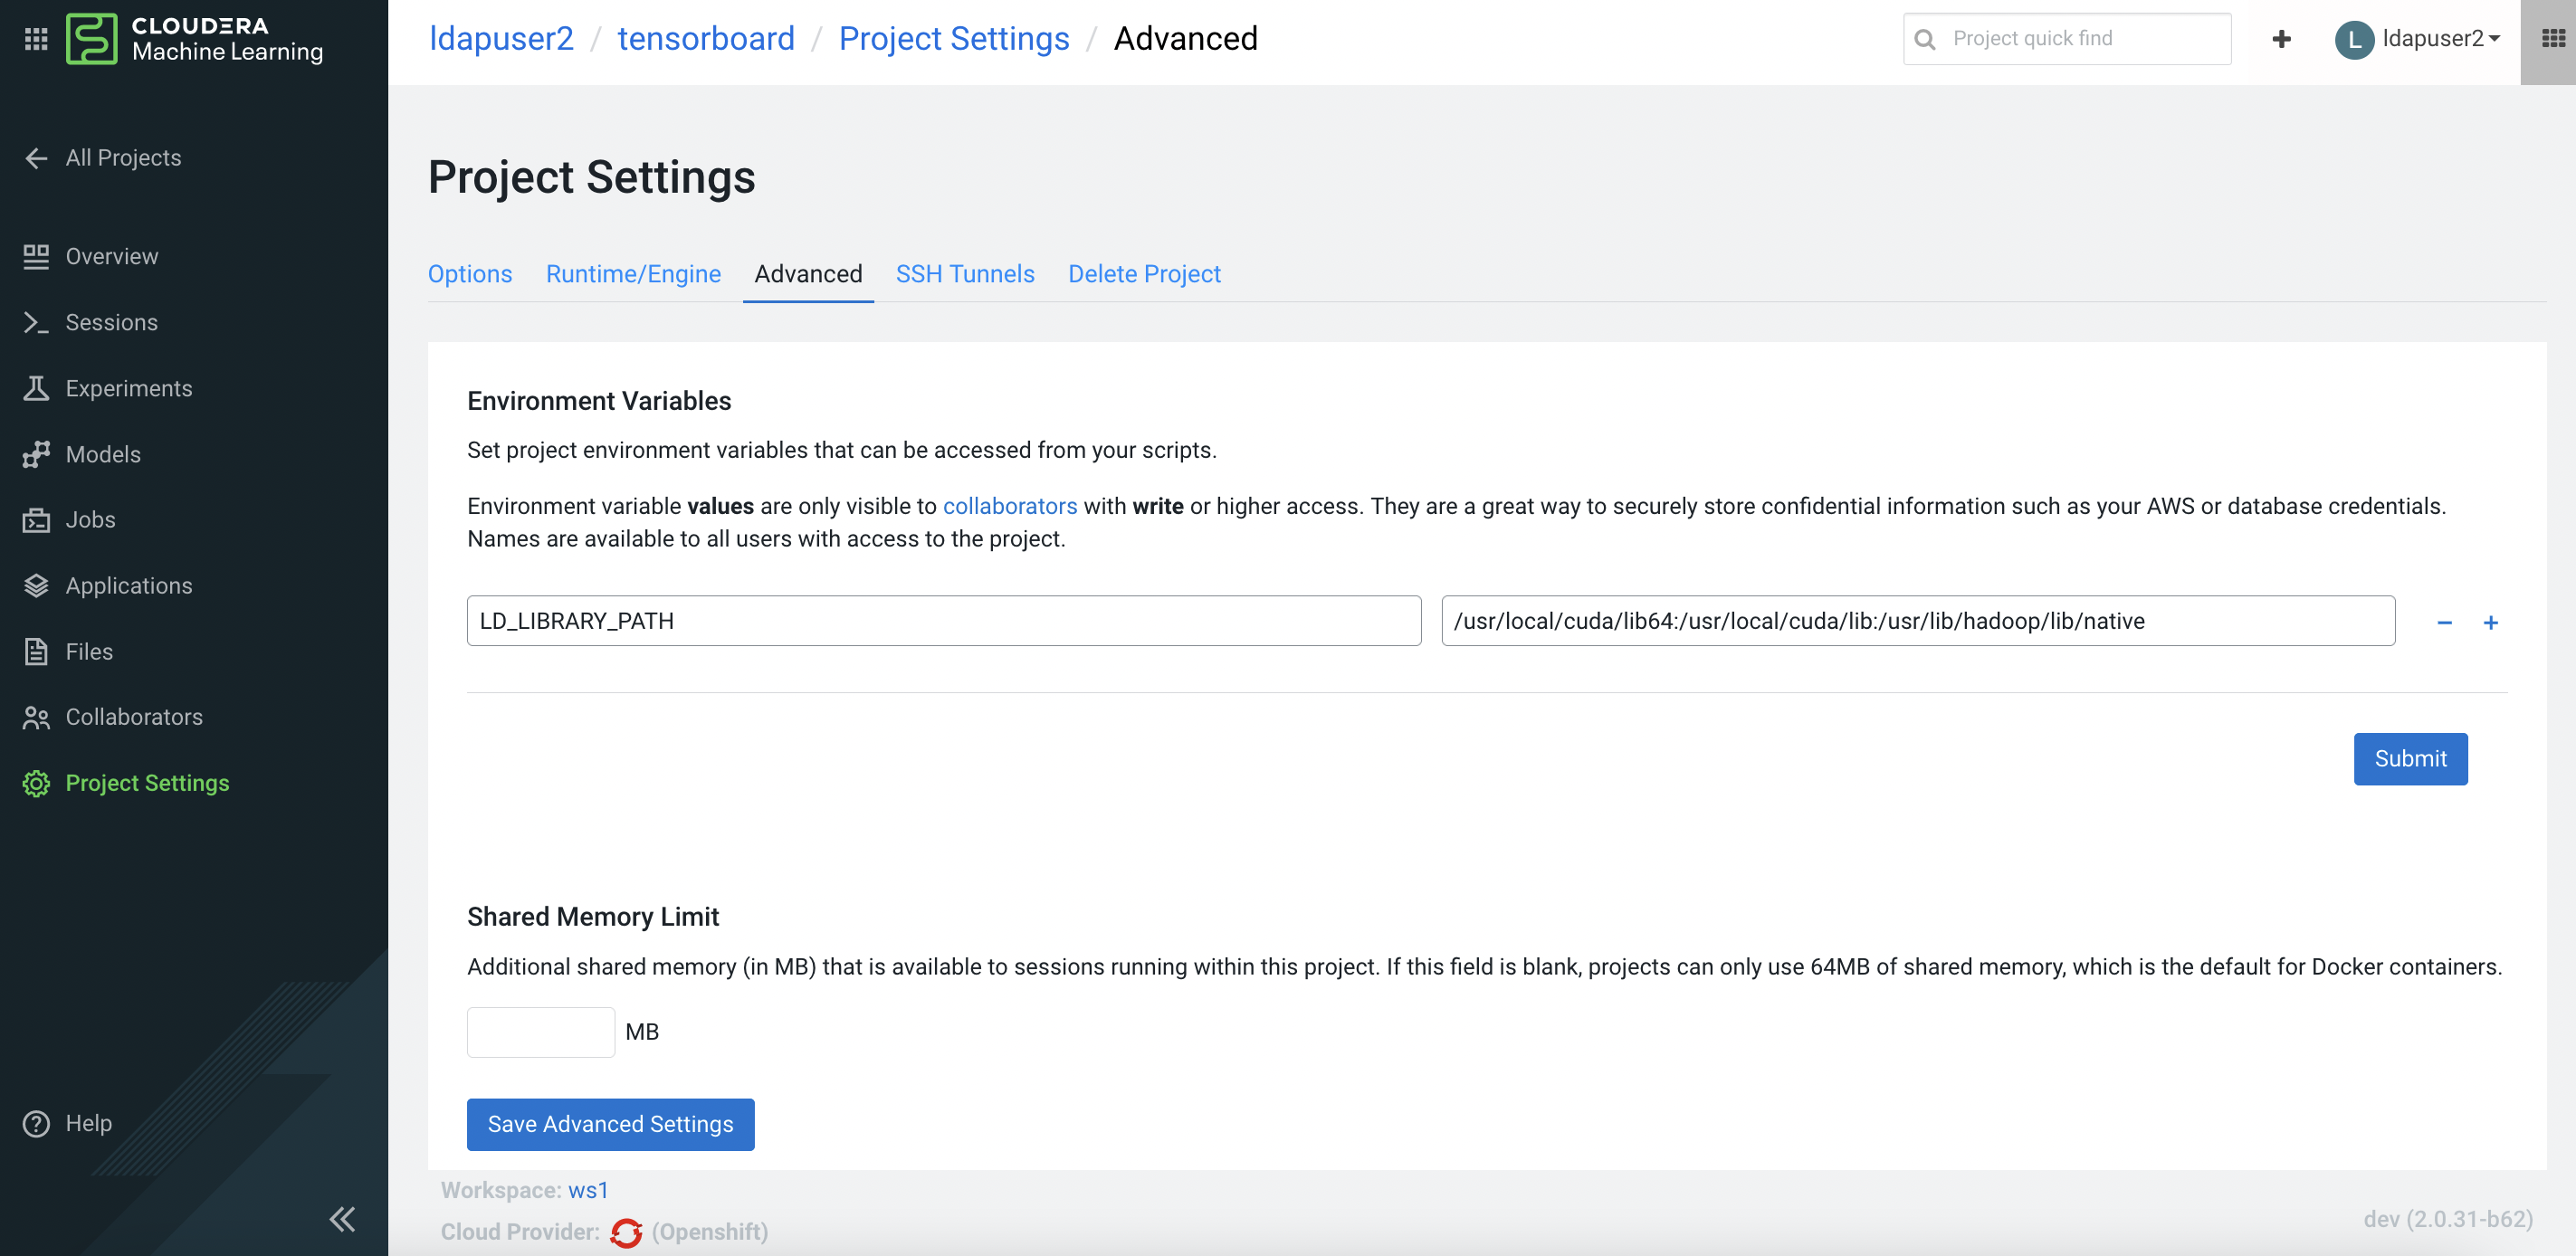 CLOUDERA
Machine Learning
ldapuser2 / tensorboard / Project Settings / Advanced
Project quick find
L
ldapuser2
All Projects
Overview
Sessions
Experiments
Models
Jobs
Applications
Files
Collaborators
Project Settings
Help
Project Settings
Options Runtime/Engine Advanced SSH Tunnels Delete Project
Environment Variables
Set project environment variables that can be accessed from your scripts.
Environment variable values are only visible to collaborators with write or higher access. They are a great way to securely store confidential information such as your AWS or database credentials.
Names are available to all users with access to the project.
LD_LIBRARY_PATH
/usr/local/cuda/lib64:/usr/local/cuda/lib:/usr/lib/hadoop/lib/native
Submit
Shared Memory Limit
Additional shared memory (in MB) that is available to sessions running within this project. If this field is blank, projects can only use 64MB of shared memory, which is the default for Docker containers.
MB
Save Advanced Settings
Workspace: ws1
Cloud Provider: (Openshift)
dev (2.0.31-b62)